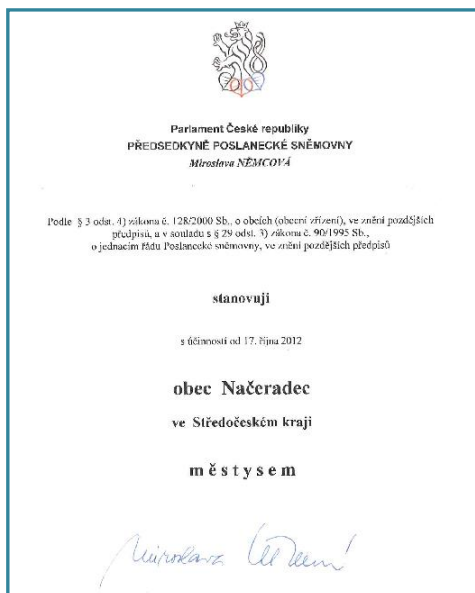 Parlament České republiky
PŘEDSEDKYNĚ POSLANECKÉ SNĚMOVNY
Miroslava NĚMCOVÁ
Podle § 3 odst. 4) zákona č. 128/2000 Sb., o obcích (obecní zřízení), ve znění pozdějších
předpisů, a v souladu s § 29 odst. 3) zákona č. 90/1995 Sb.,
o jednacím řádu Poslanecké sněmovny, ve znění pozdějších předpisů
stanovuji
s účinností od 17. října 2012
obec Načeradec
ve Středočeském kraji
městysem
Miroslava Němcová